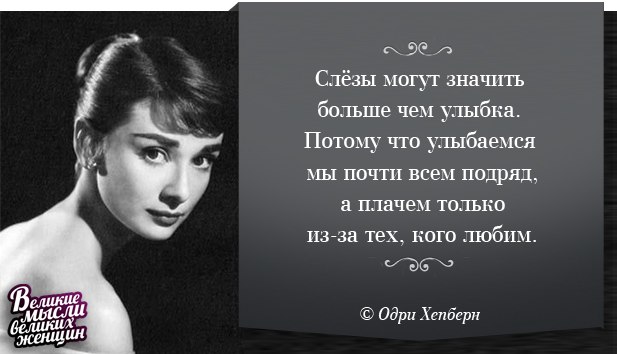 Слёзы могут значить
больше чем улыбка.
Потому что улыбаемся
мы почти всем подряд,
а плачем только
из-за тех, кого любим.
© Одри Хепберн
Великие
мысли
великих
женщин